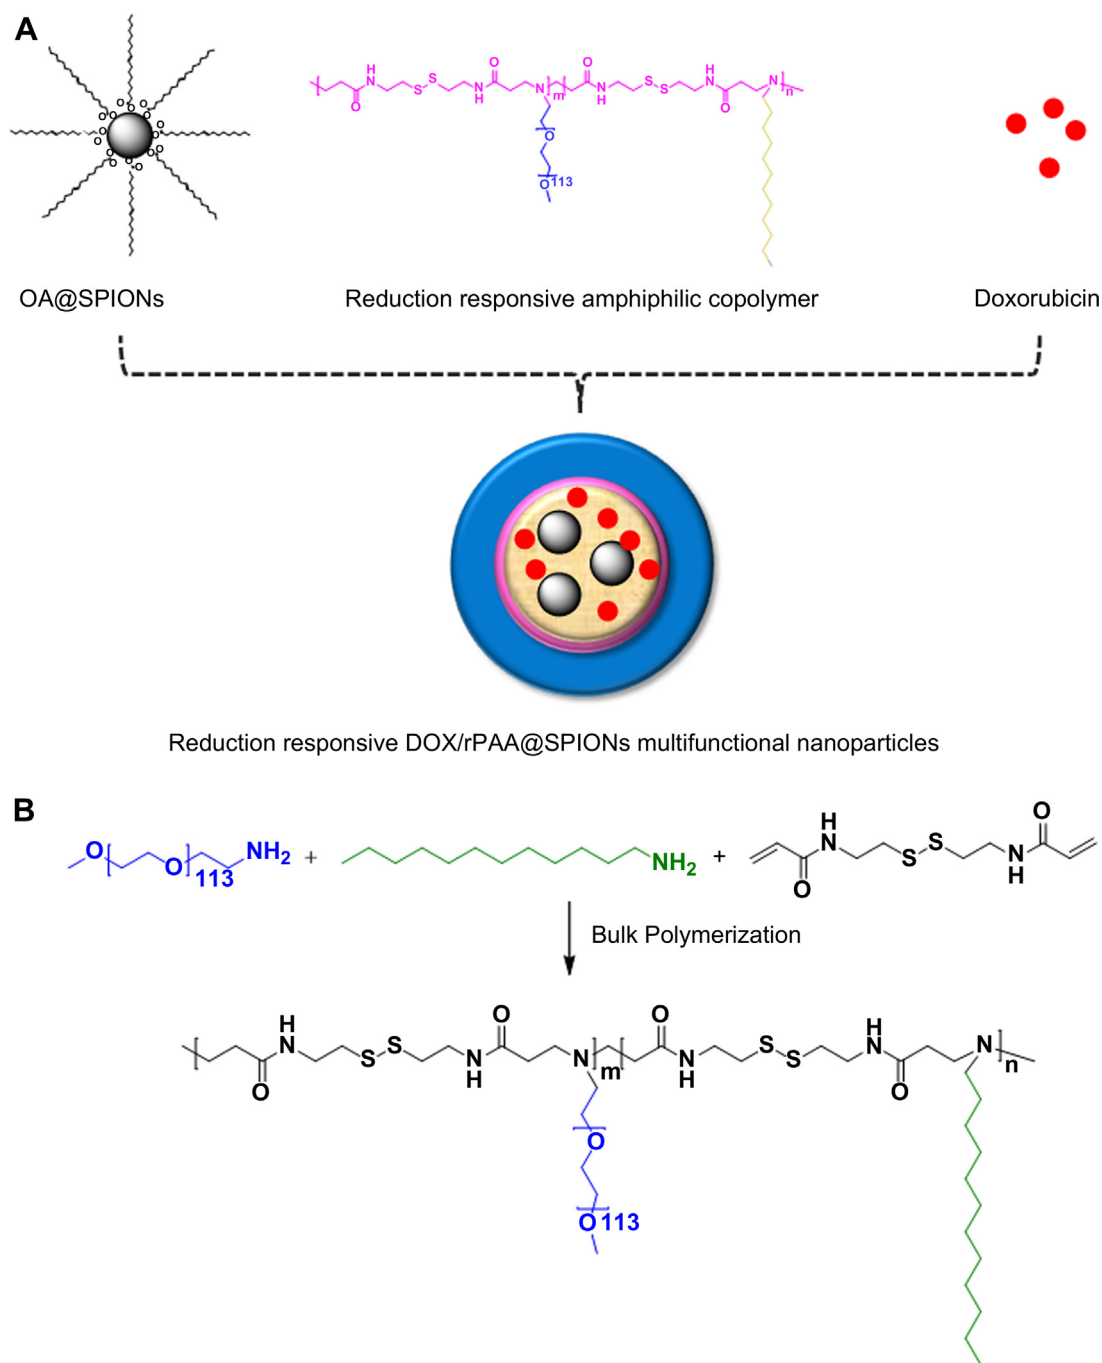 A
O O O O O O O O O O O O O O O O
O H N S S N H O N m O N H S S H N O N n
O
O 113
OA@SPIONs
Reduction responsive amphiphilic copolymer
Doxorubicin
Reduction responsive DOX/rPAA@SPIONs multifunctional nanoparticles
B
O O 113 NH2 + NH2 + O H N S S N H O
Bulk Polymerization
O H N S S N H O N m O N H S S H N O N n
O
O 113